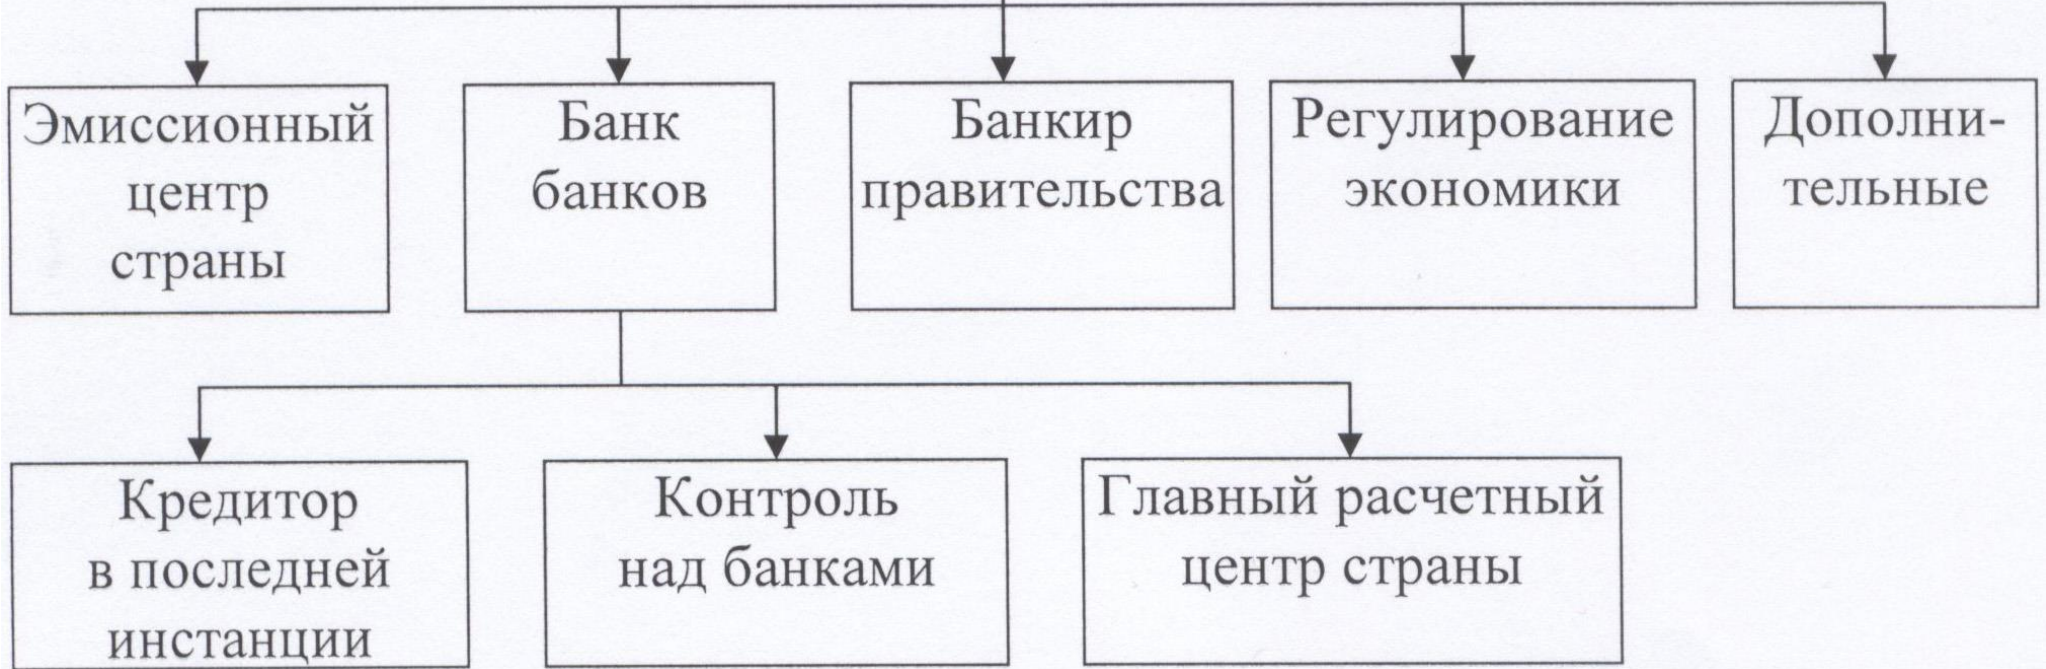 Эмиссионный
центр
страны
Банк
банков
Банкир
правительства
Регулирование
экономики
Дополни-
тельные
Кредитор
в последней
инстанции
Контроль
над банками
Главный расчетный
центр страны